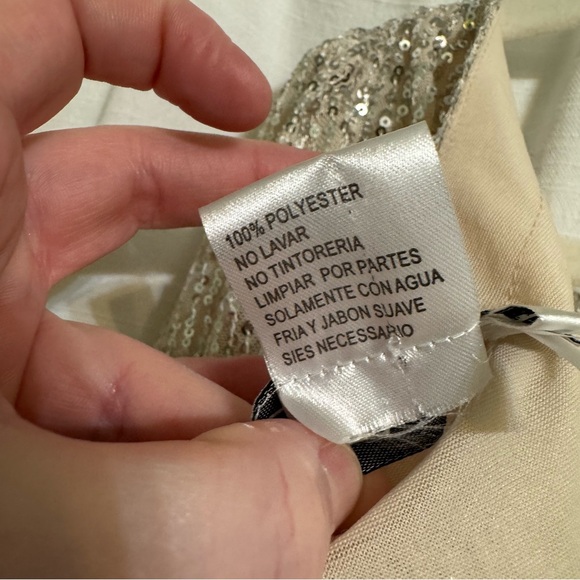 100% POLYESTER
NO LAVAR
NO TINTORERIA
LIMPIAR POR PARTES
SOLAMENTE CON AGUA
FRIA Y JABON SUAVE
SIES NECESSARIO